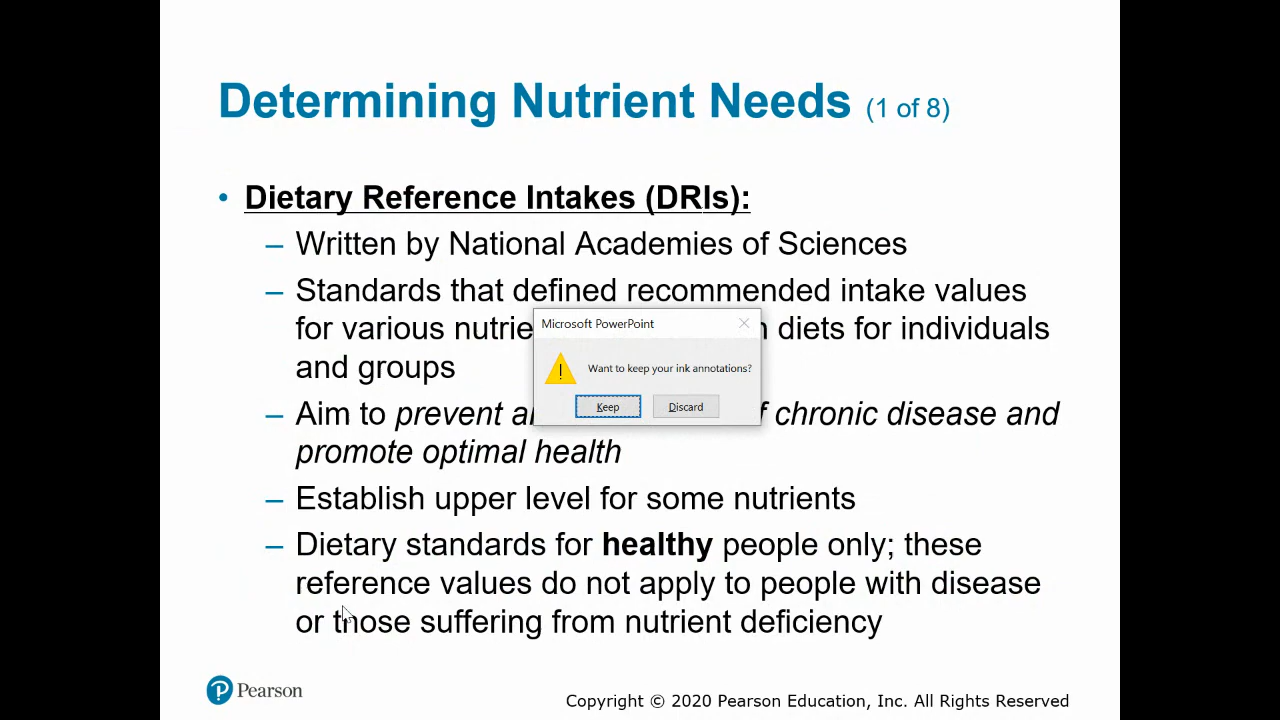 Determining Nutrient Needs (1 of 8)
• Dietary Reference Intakes (DRIs):
– Written by National Academies of Sciences
– Standards that defined recommended intake values
for various diets for individuals
and groups
– Aim to prevent chronic disease and
promote optimal health
– Establish upper level for some nutrients
– Dietary standards for healthy people only; these
reference values do not apply to people with disease
or those suffering from nutrient deficiency
Microsoft PowerPoint
Want to keep your ink annotations?
Keep Discard
Pearson
Copyright © 2020 Pearson Education, Inc. All Rights Reserved